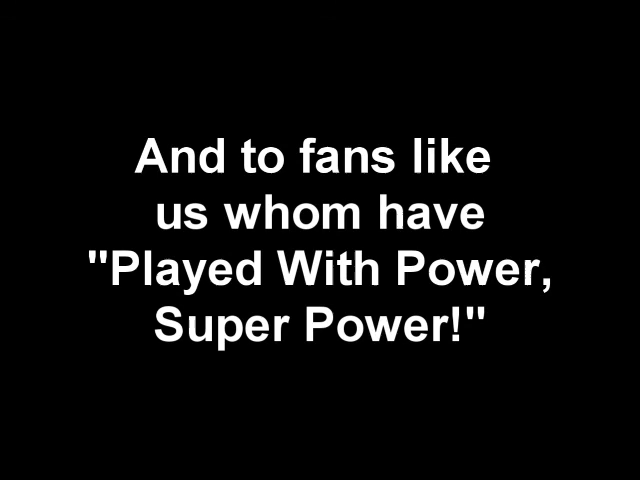 And to fans like
us whom have
"Played With Power,
Super Power!"